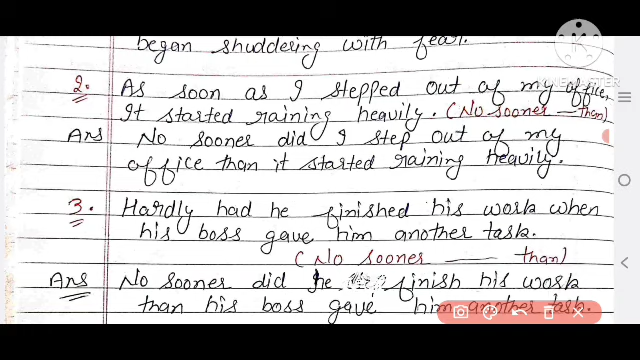 began shuddering with fear.
KINEMASTER
2. As soon as I stepped out of my office,
It started raining heavily. (No sooner — than)
Ans No sooner did I step out of my
office than it started raining heavily.
3. Hardly had he finished his work when
his boss gave him another task.
(No sooner —— than)
Ans No sooner did he finish his work
than his boss gave him another task.